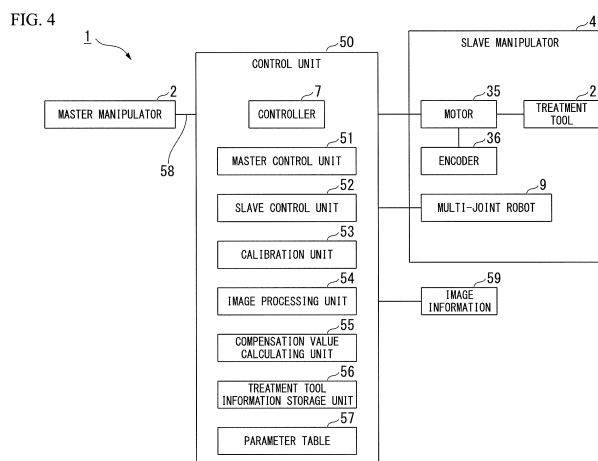 FIG. 4
1
50
4
CONTROL UNIT
SLAVE MANIPULATOR
2
MASTER MANIPULATOR
58
7
CONTROLLER
35
MOTOR
2
TREATMENT
TOOL
36
ENCODER
51
MASTER CONTROL UNIT
52
SLAVE CONTROL UNIT
9
MULTI-JOINT ROBOT
53
CALIBRATION UNIT
54
IMAGE PROCESSING UNIT
59
IMAGE
INFORMATION
55
COMPENSATION VALUE
CALCULATING UNIT
56
TREATMENT TOOL
INFORMATION STORAGE UNIT
57
PARAMETER TABLE